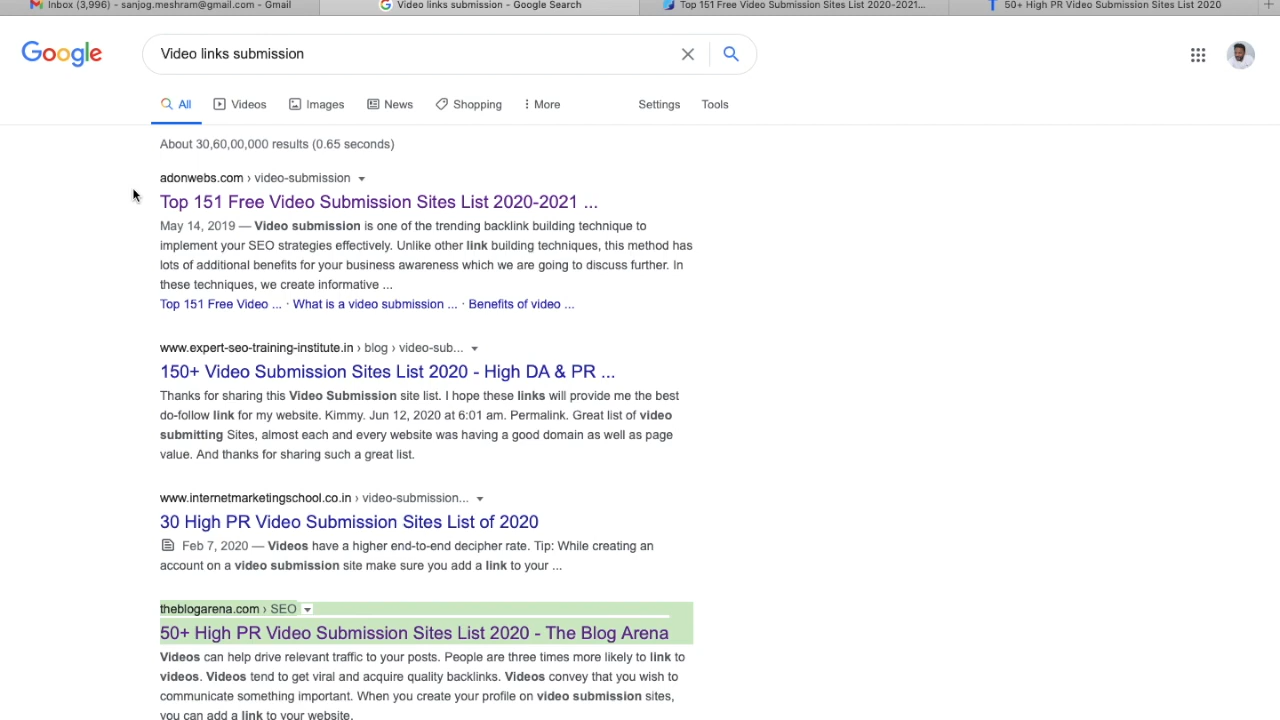 Inbox (3,996) - sanjog.meshram@gmail.com - Gmail
Video links submission - Google Search
Top 151 Free Video Submission Sites List 2020-2021...
50+ High PR Video Submission Sites List 2020
Google
Video links submission
All
Videos
Images
News
Shopping
More
Settings
Tools
About 30,60,00,000 results (0.65 seconds)
adonwebs.com › video-submission
Top 151 Free Video Submission Sites List 2020-2021 ...
May 14, 2019 — Video submission is one of the trending backlink building technique to
implement your SEO strategies effectively. Unlike other link building techniques, this method has
lots of additional benefits for your business awareness which we are going to discuss further. In
these techniques, we create informative ...
Top 151 Free Video ... · What is a video submission ... · Benefits of video ...
www.expert-seo-training-institute.in › blog › video-sub...
150+ Video Submission Sites List 2020 - High DA & PR ...
Thanks for sharing this Video Submission site list. I hope these links will provide me the best
do-follow link for my website. Kimmy. Jun 12, 2020 at 6:01 am. Permalink. Great list of video
submitting Sites, almost each and every website was having a good domain as well as page
value. And thanks for sharing such a great list.
www.internetmarketingschool.co.in › video-submission...
30 High PR Video Submission Sites List of 2020
Feb 7, 2020 — Videos have a higher end-to-end decipher rate. Tip: While creating an
account on a video submission site make sure you add a link to your ...
theblogarena.com › SEO
50+ High PR Video Submission Sites List 2020 - The Blog Arena
Videos can help drive relevant traffic to your posts. People are three times more likely to link to
videos. Videos tend to get viral and acquire quality backlinks. Videos convey that you wish to
communicate something important. When you create your profile on video submission sites,
you can add a link to your website.